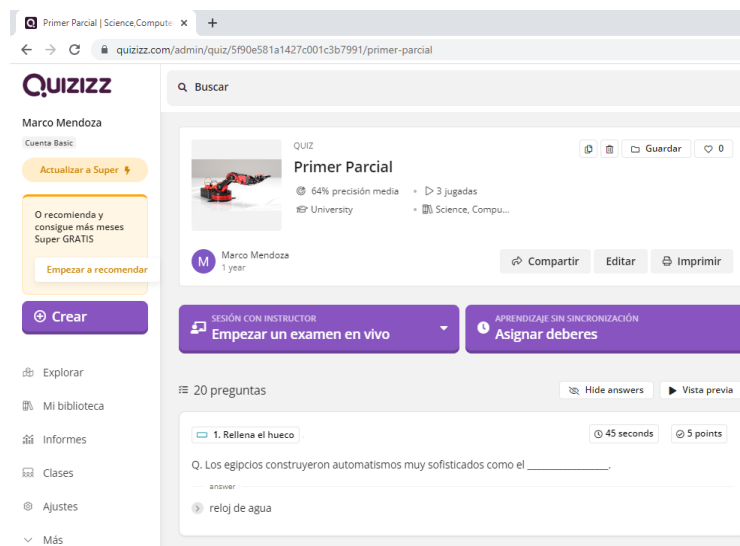 Primer Parcial | Science,Compute
quizizz.com/admin/quiz/5f90e581a1427c001c3b7991/primer-parcial
QUIZIZZ
Marco Mendoza
Cuenta Basic
Actualizar a Super
O recomienda y
consigue más meses
Super GRATIS
Empezar a recomendar
Crear
Explorar
Mi biblioteca
Informes
Clases
Ajustes
Más
Buscar
QUIZ
Primer Parcial
64% precisión media
3 jugadas
University
Science, Compu...
Guardar
0
M
Marco Mendoza
1 year
Compartir
Editar
Imprimir
SESIÓN CON INSTRUCTOR
Empezar un examen en vivo
APRENDIZAJE SIN SINCRONIZACIÓN
Asignar deberes
20 preguntas
Hide answers
Vista previa
1. Rellena el hueco
45 seconds
5 points
Q. Los egipcios construyeron automatismos muy sofisticados como el _________________.
answer
reloj de agua